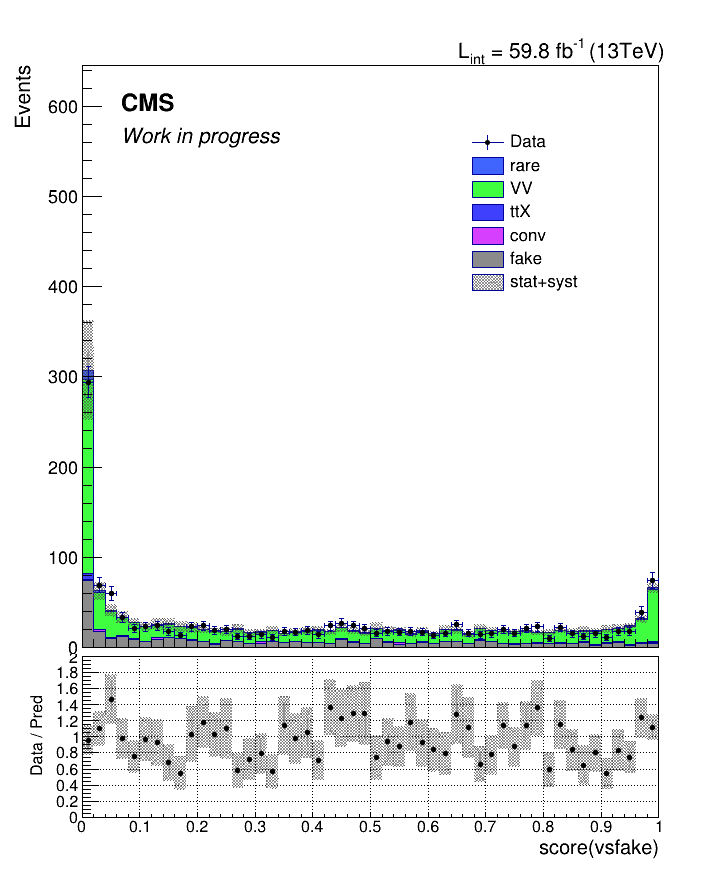 L_int = 59.8 fb^-1 (13TeV)
Events
CMS
Work in progress
Data
rare
VV
ttX
conv
fake
stat+syst
600
500
400
300
200
100
0
Data / Pred
2
1.8
1.6
1.4
1.2
1
0.8
0.6
0.4
0.2
0
0 0.1 0.2 0.3 0.4 0.5 0.6 0.7 0.8 0.9 1
score(vsfake)